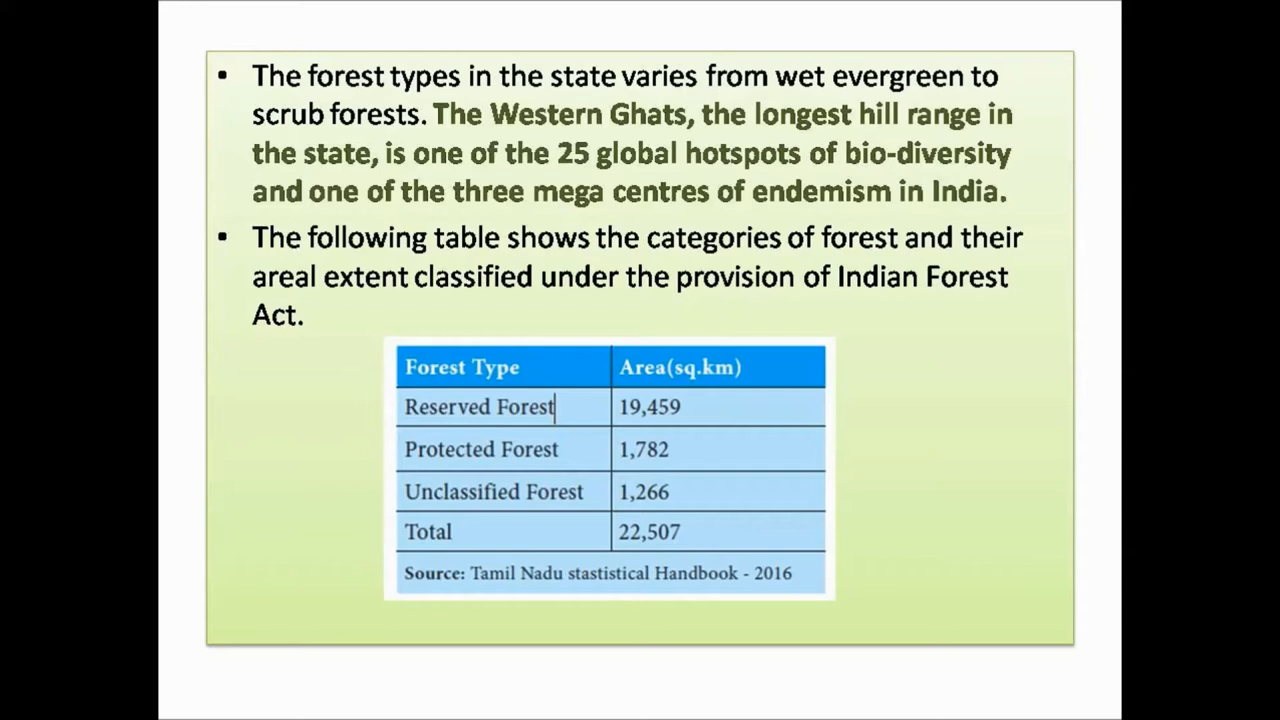 • The forest types in the state varies from wet evergreen to
scrub forests. The Western Ghats, the longest hill range in
the state, is one of the 25 global hotspots of bio-diversity
and one of the three mega centres of endemism in India.
• The following table shows the categories of forest and their
areal extent classified under the provision of Indian Forest
Act.
Forest Type Area(sq.km)
Reserved Forest 19,459
Protected Forest 1,782
Unclassified Forest 1,266
Total 22,507
Source: Tamil Nadu stastistical Handbook - 2016